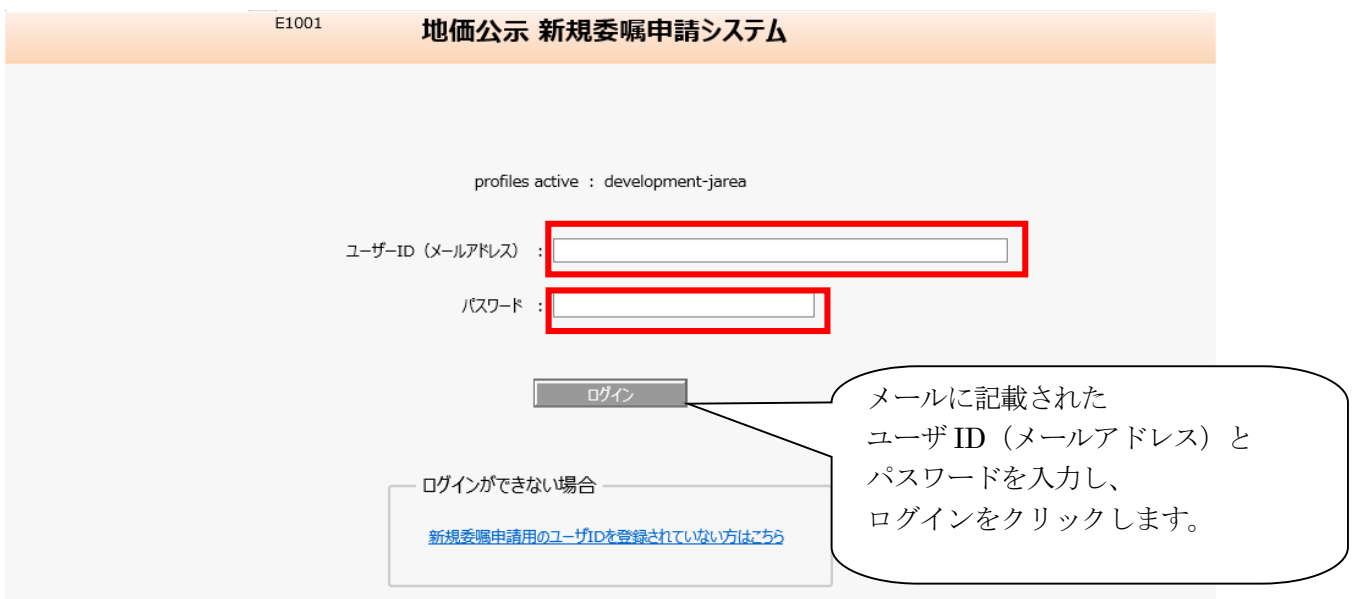 E1001
地価公示 新規委嘱申請システム
profiles active : development-jarea
ユーザーID（メールアドレス） :
パスワード :
ログイン
メールに記載された
ユーザ ID（メールアドレス）と
パスワードを入力し、
ログインをクリックします。
ログインができない場合
新規委嘱申請用のユーザIDを登録されていない方はこちら